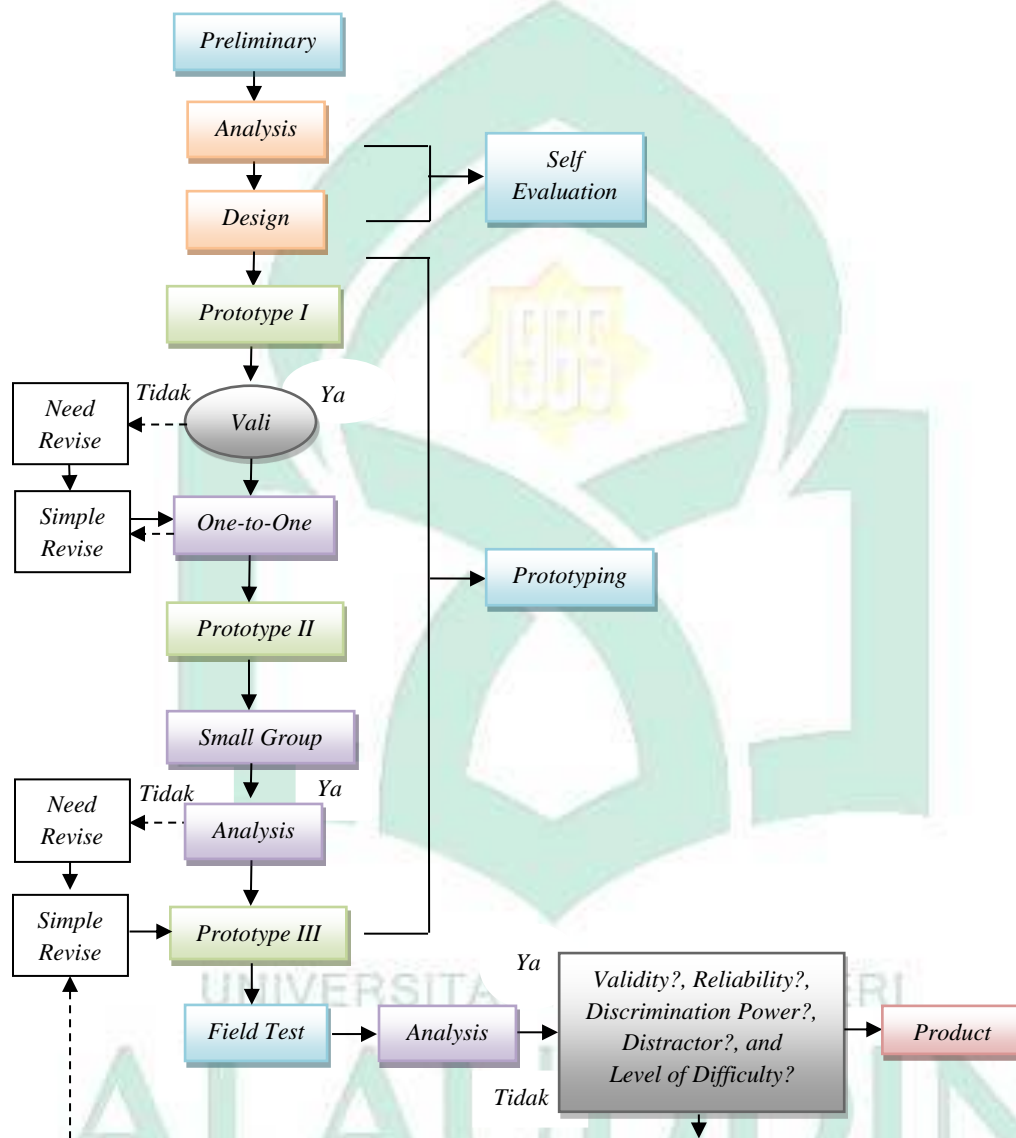 Preliminary
Analysis
Self
Evaluation
Design
Prototype I
Tidak
Ya
Need
Revise
Vali
Simple
Revise
One-to-One
Prototyping
Prototype II
Small Group
Tidak
Ya
Need
Revise
Analysis
Simple
Revise
Prototype III
Ya
Validity?, Reliability?,
Discrimination Power?,
Distractor?, and
Level of Difficulty?
UNIVERSITA
ERI
Field Test
Analysis
Product
Tidak